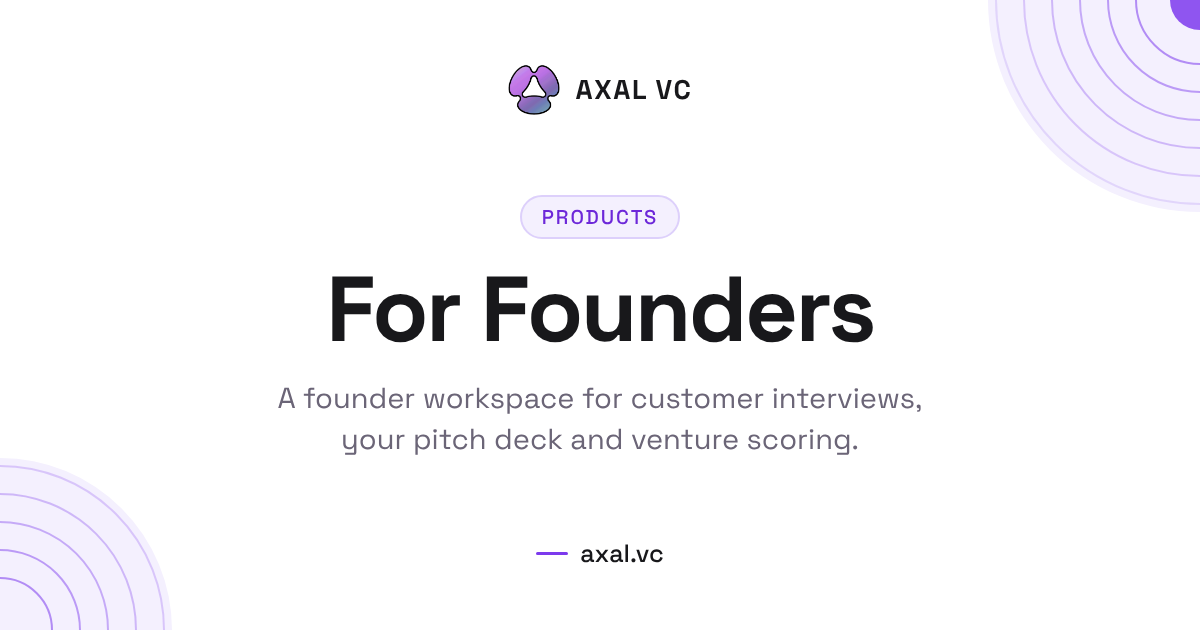 AXAL VC
PRODUCTS
For Founders
A founder workspace for customer interviews,
your pitch deck and venture scoring.
axal.vc